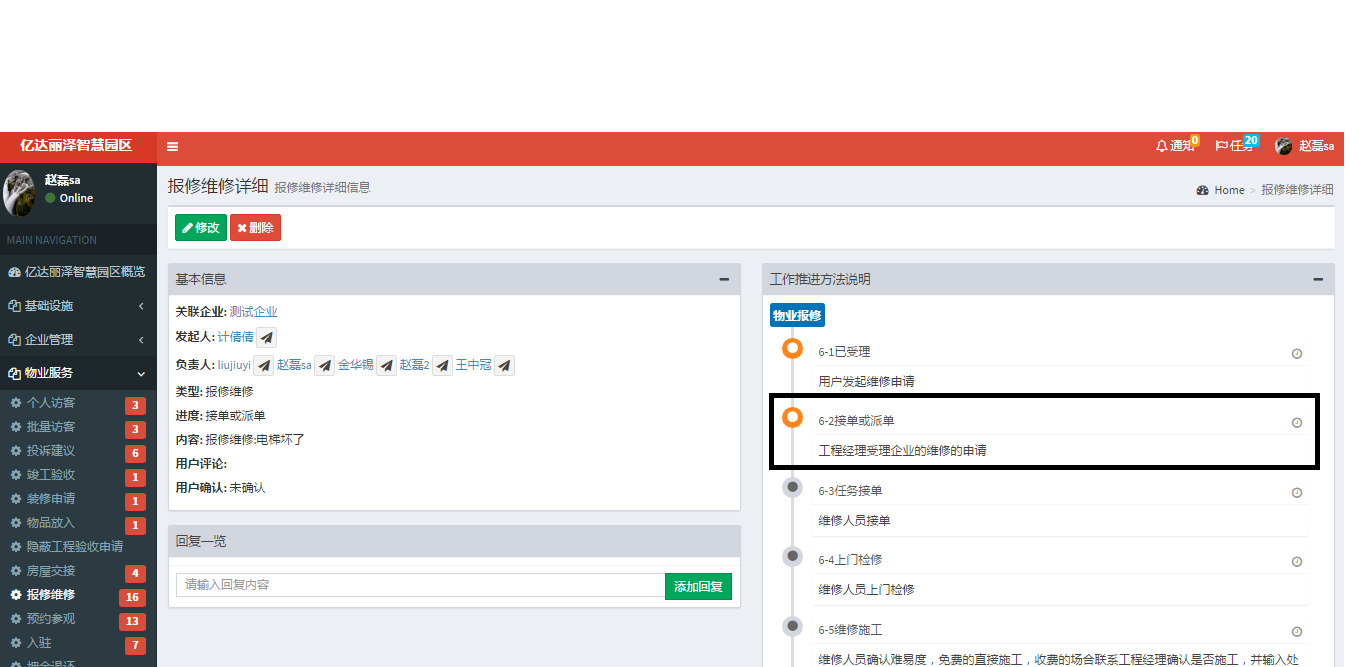 亿达丽泽智慧园区
通知 0
任务 20
赵磊sa
赵磊sa
Online
MAIN NAVIGATION
亿达丽泽智慧园区概览
基础设施
企业管理
物业服务
个人访客 3
批量访客 3
投诉建议 6
竣工验收 1
装修申请 1
物品放入 1
隐蔽工程验收申请
房屋交接 4
报修维修 16
预约参观 13
入驻 7
押金退还
报修维修详细 报修维修详细信息
Home > 报修维修详细
修改 删除
基本信息
关联企业: 测试企业
发起人: 计倩倩
负责人: liujiuyi 赵磊sa 金华锡 赵磊2 王中冠
类型: 报修维修
进度: 接单或派单
内容: 报修维修:电梯坏了
用户评论:
用户确认: 未确认
回复一览
请输入回复内容 添加回复
工作推进方法说明
物业报修
6-1已受理
用户发起维修申请
6-2接单或派单
工程经理受理企业的维修的申请
6-3任务接单
维修人员接单
6-4上门检修
维修人员上门检修
6-5维修施工
维修人员确认难易度，免费的直接施工，收费的场合联系工程经理确认是否施工，并输入处